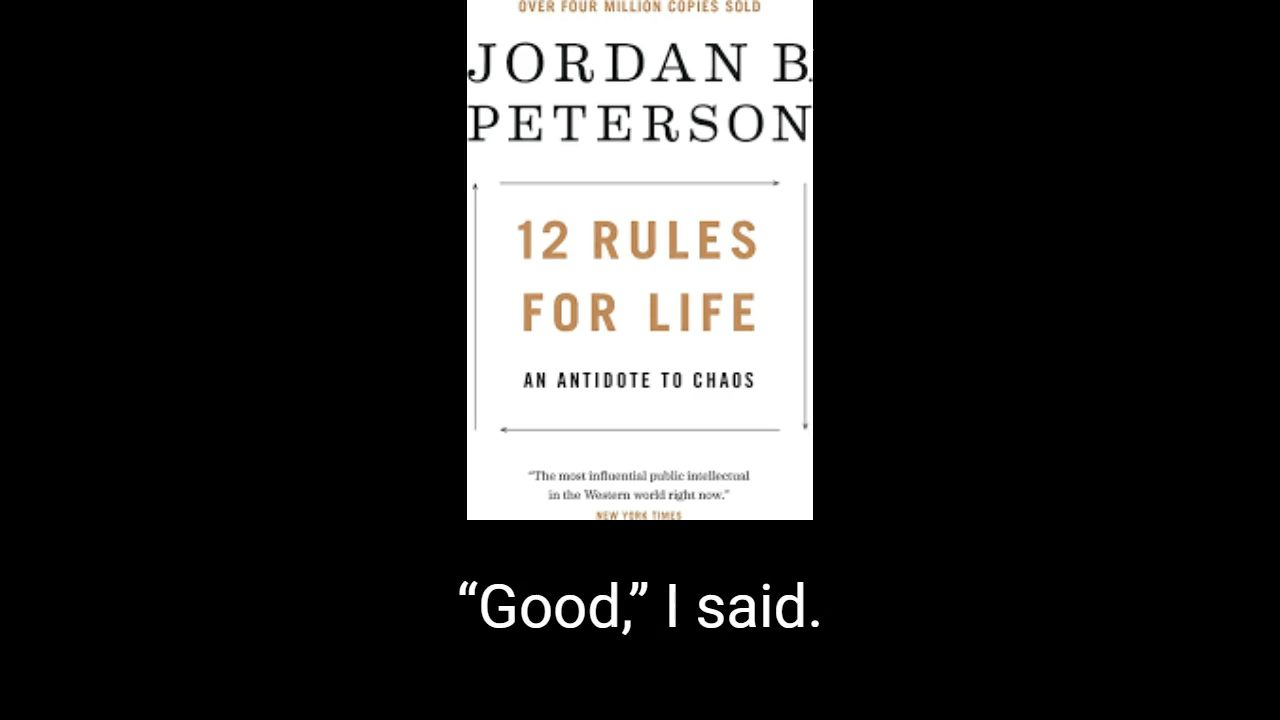 OVER FOUR MILLION COPIES SOLD
JORDAN B.
PETERSON
12 RULES
FOR LIFE
AN ANTIDOTE TO CHAOS
“The most influential public intellectual
in the Western world right now.”
NEW YORK TIMES
“Good,” I said.